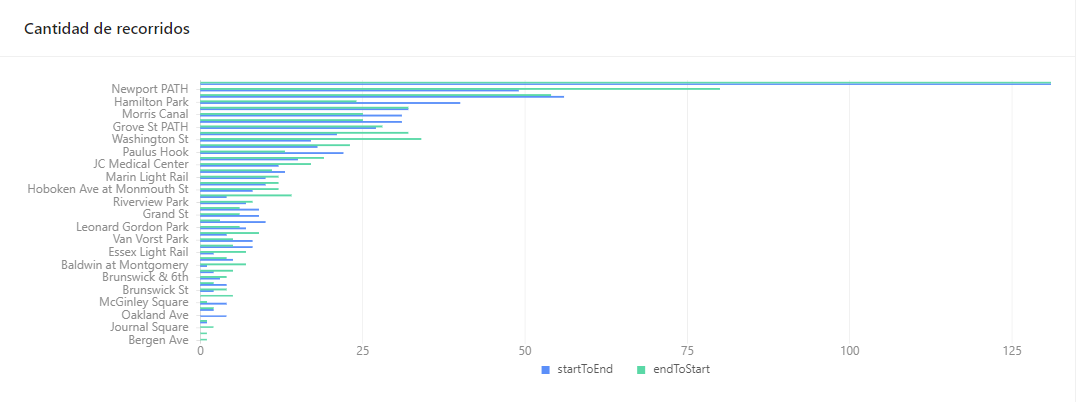 Cantidad de recorridos
Newport PATH
Hamilton Park
Morris Canal
Grove St PATH
Washington St
Paulus Hook
JC Medical Center
Marin Light Rail
Hoboken Ave at Monmouth St
Riverview Park
Grand St
Leonard Gordon Park
Van Vorst Park
Essex Light Rail
Baldwin at Montgomery
Brunswick & 6th
Brunswick St
McGinley Square
Oakland Ave
Journal Square
Bergen Ave
0 25 50 75 100 125
startToEnd endToStart